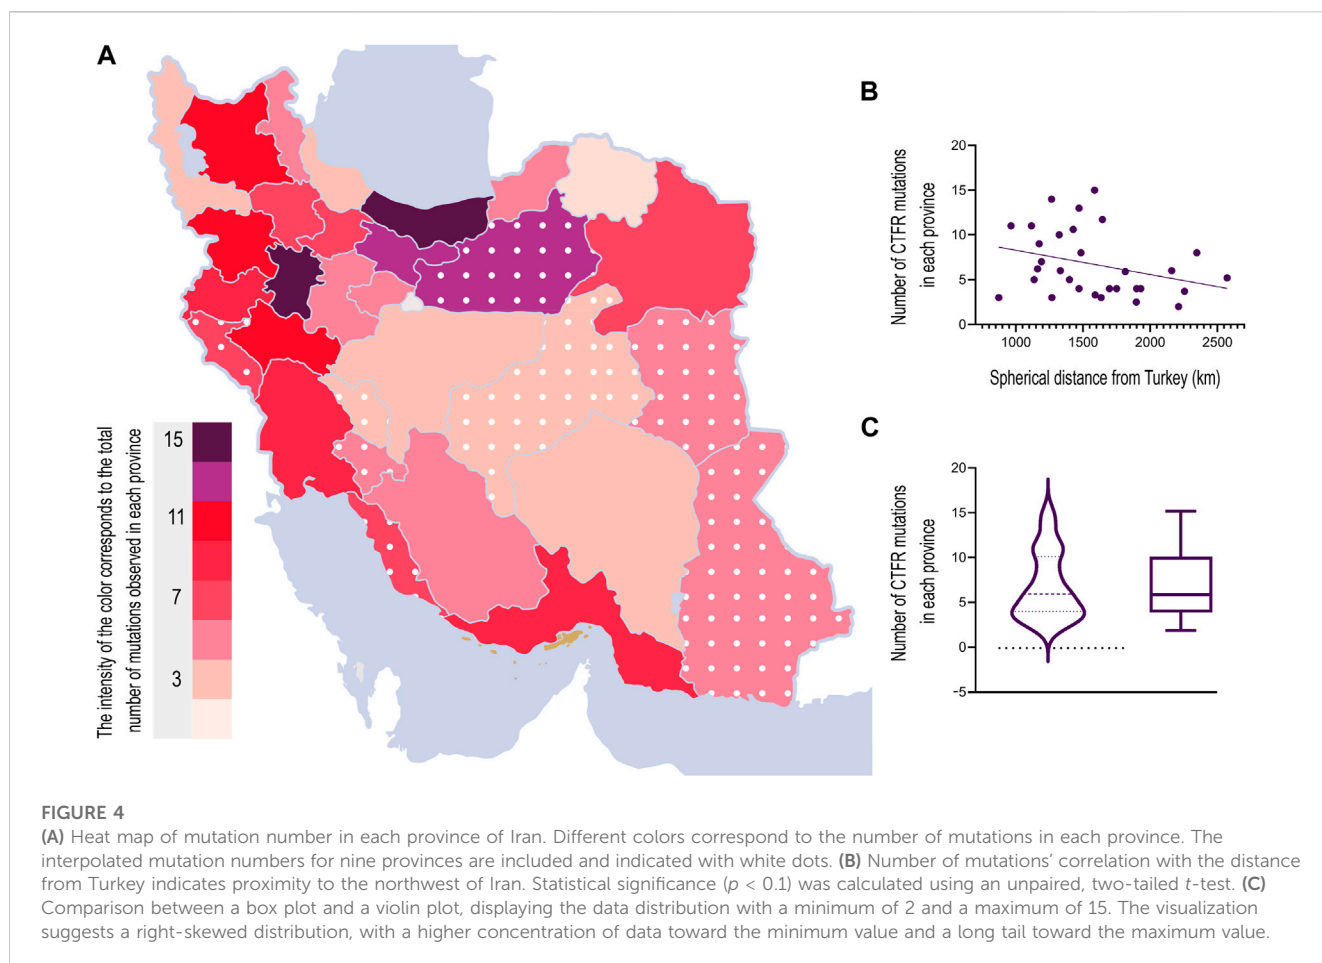 A
The intensity of the color corresponds to the total
number of mutations observed in each province
15
11
7
3
B
Number of CTFR mutations
in each province
20
15
10
5
0
1000 1500 2000 2500
Spherical distance from Turkey (km)
C
Number of CTFR mutations
in each province
20
15
10
5
0
−5
FIGURE 4
(A) Heat map of mutation number in each province of Iran. Different colors correspond to the number of mutations in each province. The
interpolated mutation numbers for nine provinces are included and indicated with white dots. (B) Number of mutations’ correlation with the distance
from Turkey indicates proximity to the northwest of Iran. Statistical significance (p < 0.1) was calculated using an unpaired, two-tailed t-test. (C)
Comparison between a box plot and a violin plot, displaying the data distribution with a minimum of 2 and a maximum of 15. The visualization
suggests a right-skewed distribution, with a higher concentration of data toward the minimum value and a long tail toward the maximum value.